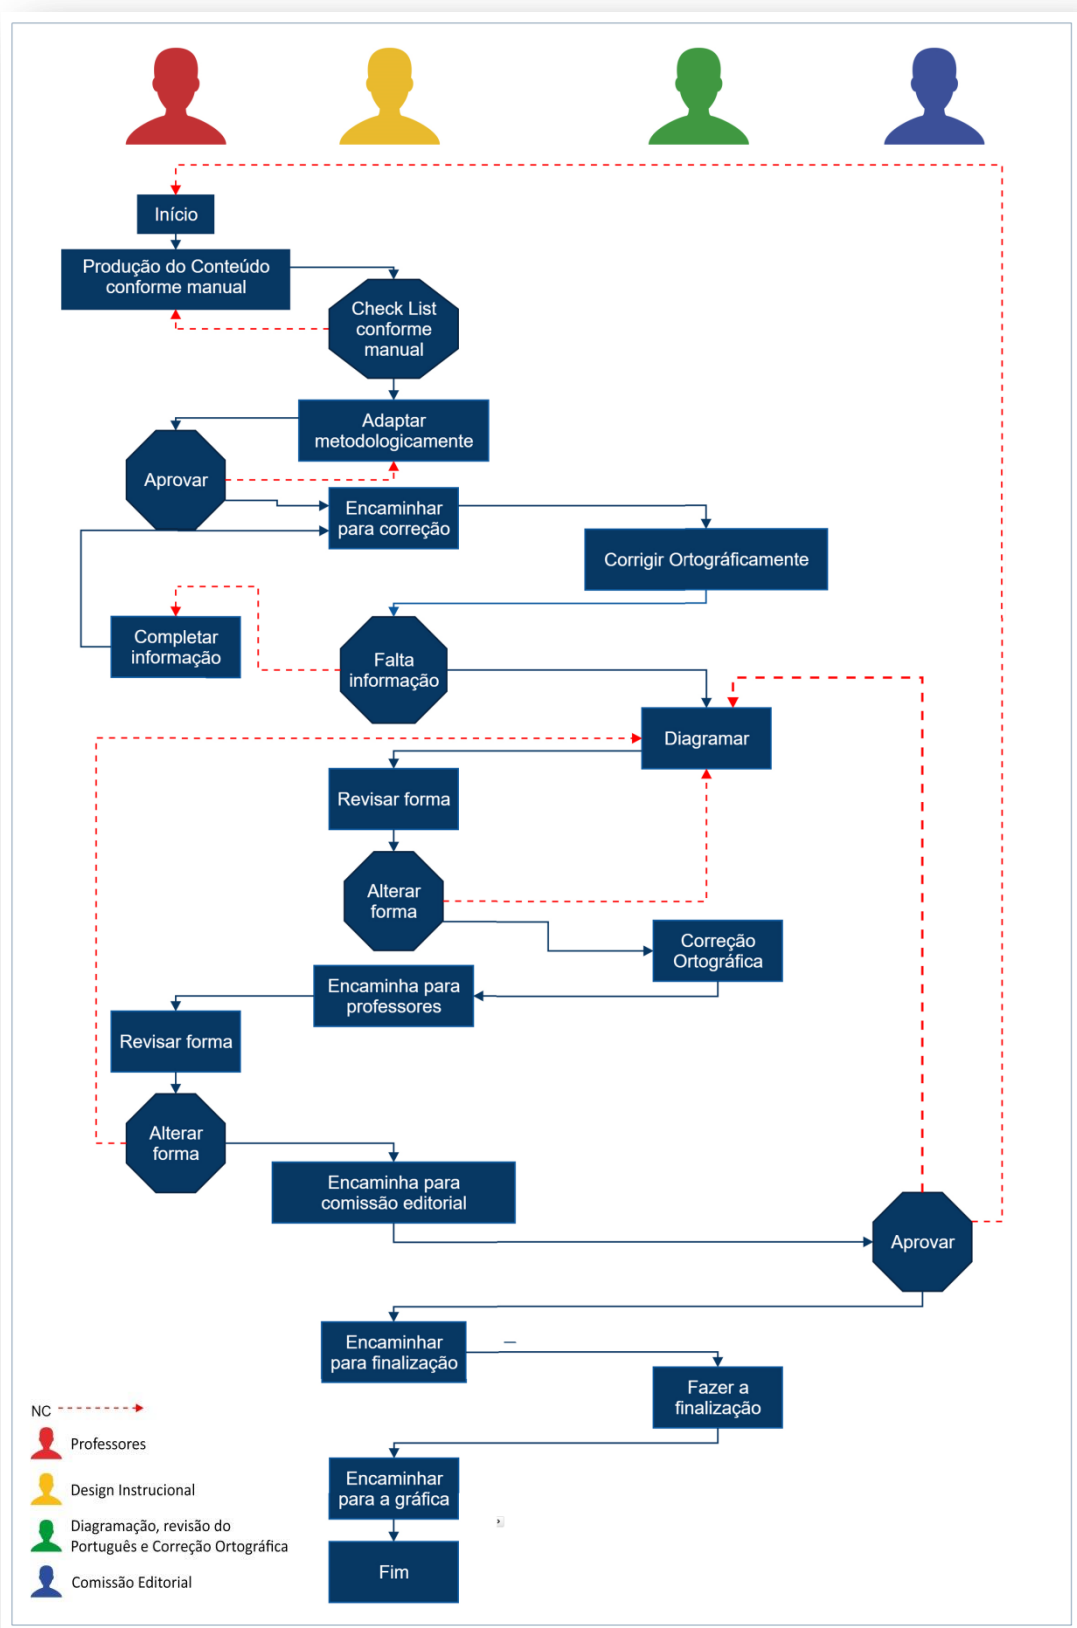 Início
Produção do Conteúdo
conforme manual
Check List
conforme
manual
Adaptar
metodologicamente
Aprovar
Encaminhar
para correção
Corrigir Ortográficamente
Completar
informação
Falta
informação
Diagramar
Revisar forma
Alterar
forma
Correção
Ortográfica
Encaminha para
professores
Revisar forma
Alterar
forma
Encaminha para
comissão editorial
Aprovar
Encaminhar
para finalização
Fazer a
finalização
Encaminhar
para a gráfica
Fim
NC
Professores
Design Instrucional
Diagramação, revisão do
Português e Correção Ortográfica
Comissão Editorial